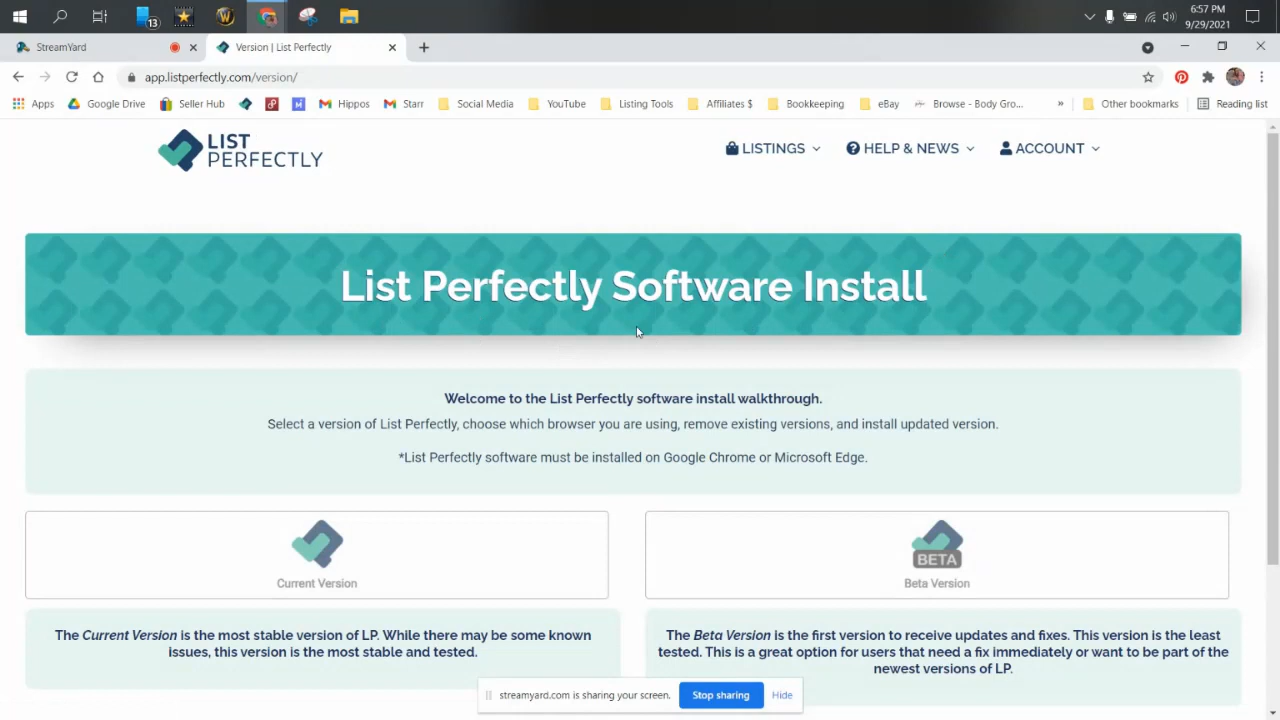 13
6:57 PM
9/29/2021
StreamYard
Version | List Perfectly
app.listperfectly.com/version/
Apps
Google Drive
Seller Hub
Hippos
Starr
Social Media
YouTube
Listing Tools
Affiliates $
Bookkeeping
eBay
Browse - Body Gro...
»
Other bookmarks
Reading list
LIST
PERFECTLY
LISTINGS
HELP & NEWS
ACCOUNT
List Perfectly Software Install
Welcome to the List Perfectly software install walkthrough.
Select a version of List Perfectly, choose which browser you are using, remove existing versions, and install updated version.
*List Perfectly software must be installed on Google Chrome or Microsoft Edge.
Current Version
BETA
Beta Version
The Current Version is the most stable version of LP. While there may be some known
issues, this version is the most stable and tested.
The Beta Version is the first version to receive updates and fixes. This version is the least
tested. This is a great option for users that need a fix immediately or want to be part of the
newest versions of LP.
streamyard.com is sharing your screen.
Stop sharing
Hide